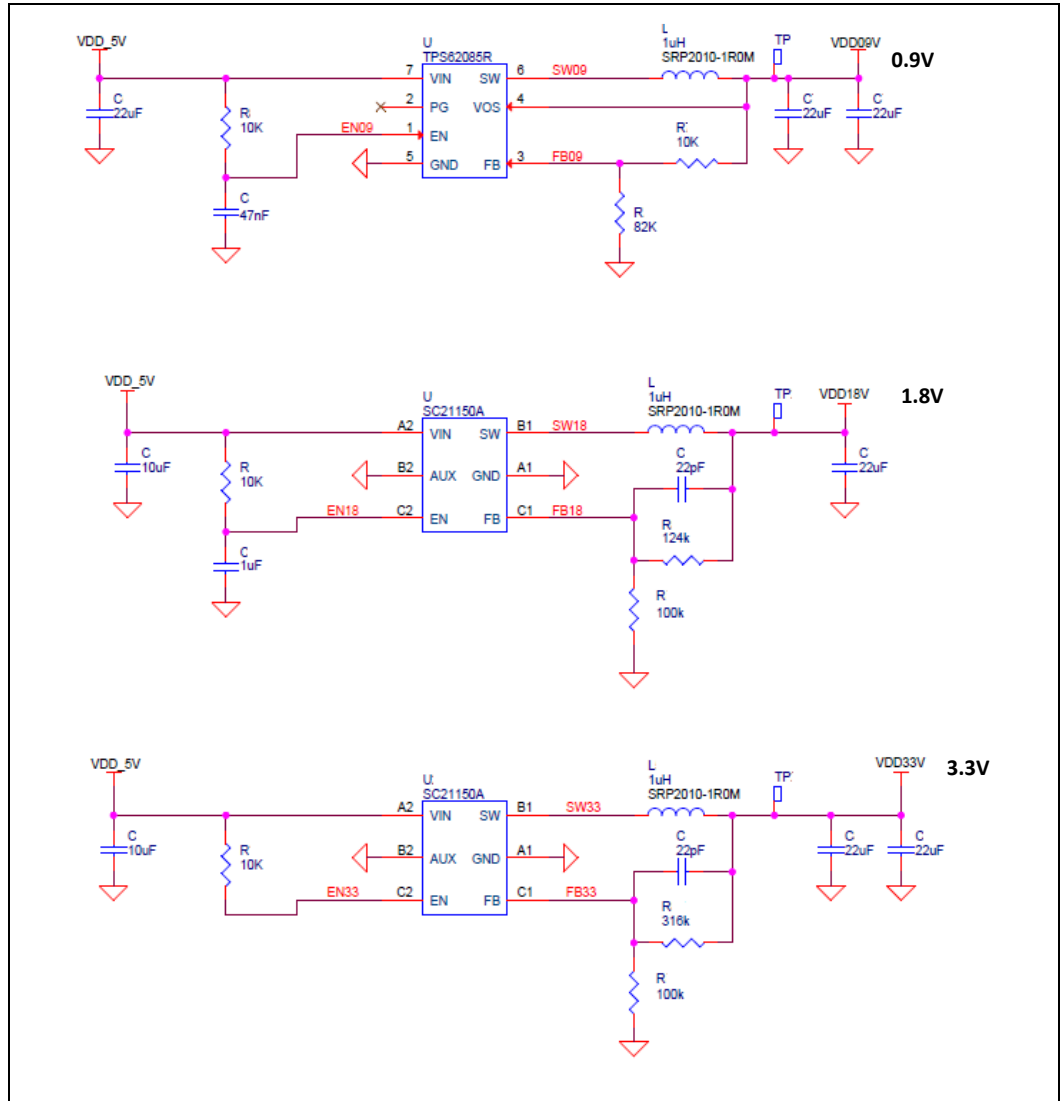 VDD_5V
C
22uF
R
10K
C
47nF
EN09
U
TPS62085R
7 VIN SW 6
2 PG VOS 4
1 EN
5 GND FB 3
SW09
FB09
L
1uH
SRP2010-1R0M
R
10K
R
82K
TP
C
22uF
VDD09V
C
22uF
0.9V
VDD_5V
C
10uF
R
10K
C
1uF
EN18
U
SC21150A
A2 VIN SW B1
B2 AUX GND A1
C2 EN FB C1
SW18
FB18
L
1uH
SRP2010-1R0M
C
22pF
R
124k
R
100k
TP
VDD18V
C
22uF
1.8V
VDD_5V
C
10uF
R
10K
EN33
U
SC21150A
A2 VIN SW B1
B2 AUX GND A1
C2 EN FB C1
SW33
FB33
L
1uH
SRP2010-1R0M
C
22pF
R
316k
R
100k
TP
C
22uF
VDD33V
C
22uF
3.3V